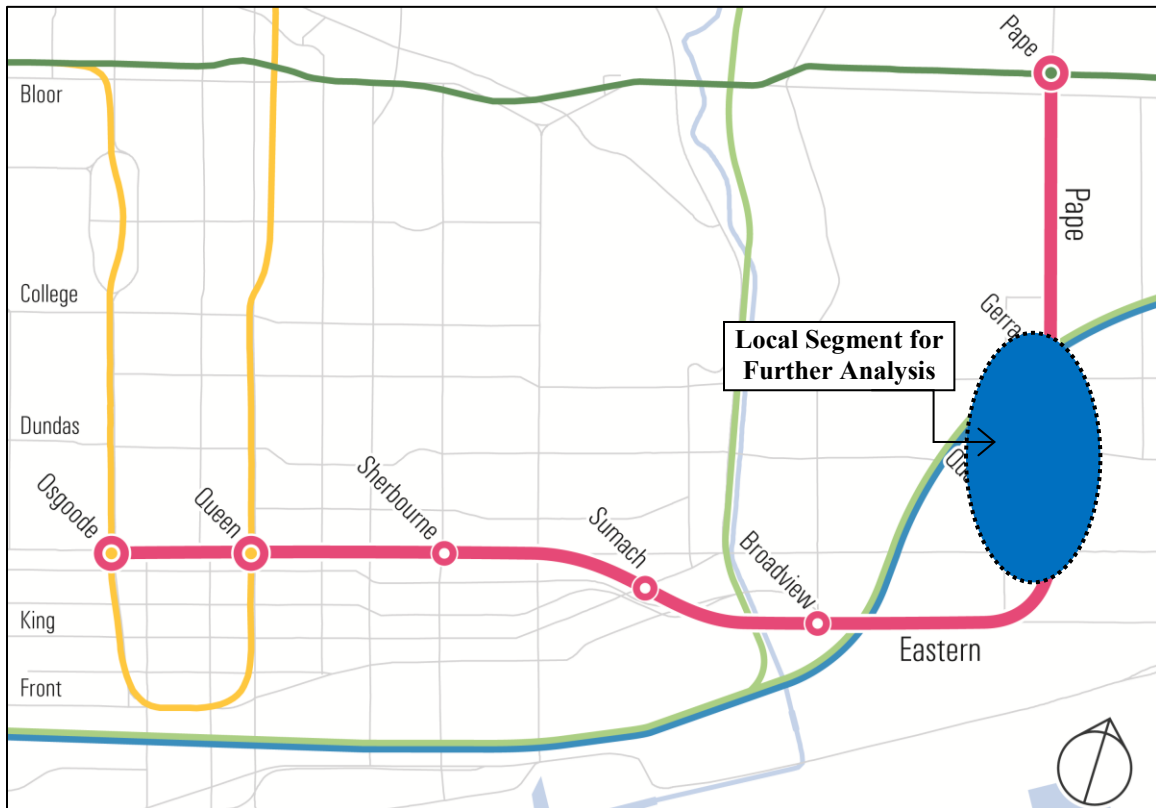 Bloor
College
Dundas
King
Front
Osgoode
Queen
Sherbourne
Sumach
Broadview
Eastern
Pape
Pape
Local Segment for
Further Analysis